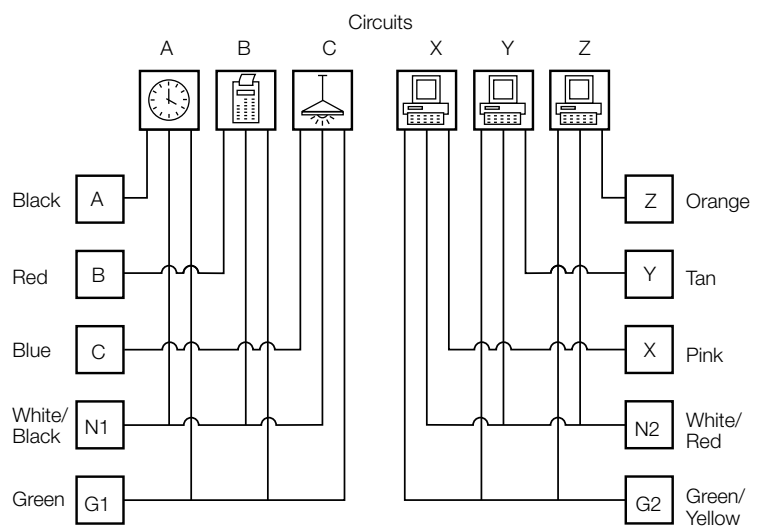 Circuits
A B C X Y Z
Black A
Z Orange
Red B
Y Tan
Blue C
X Pink
White/
Black
N1
N2
White/
Red
Green G1
G2
Green/
Yellow